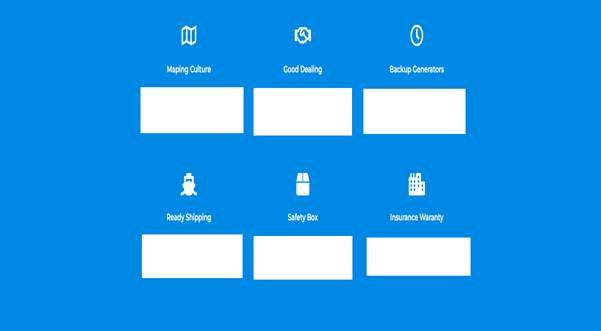 Maping Culture
Good Dealing
Backup Generators
Ready Shipping
Safety Box
Insurance Waranty